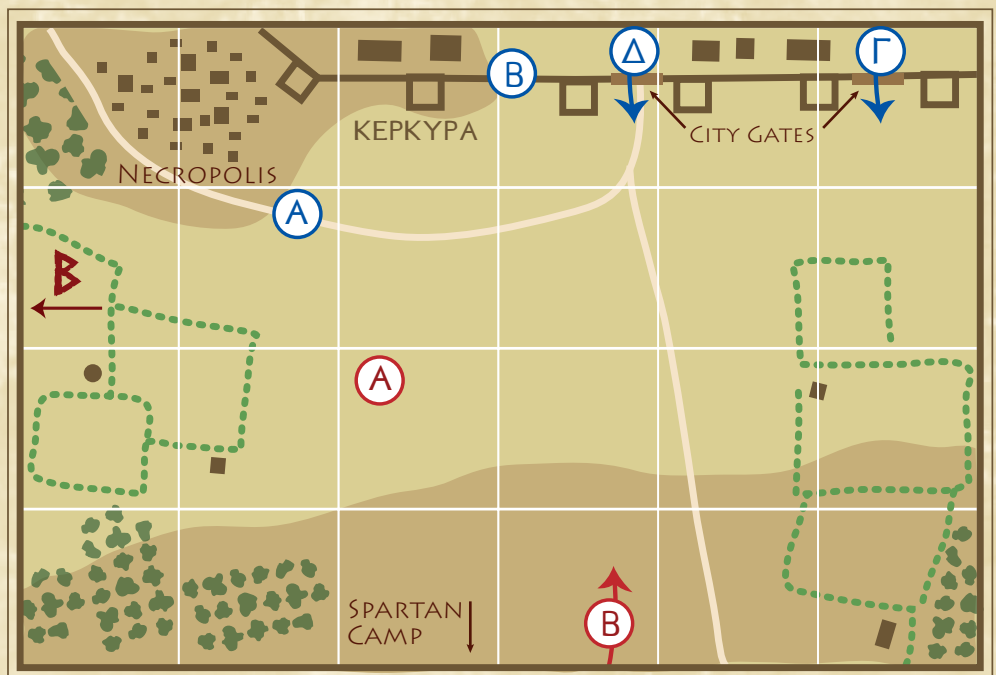 Δ
Γ
Β
ΚΕΡΚΥΡΑ
CITY GATES
NECROPOLIS
Α
Β
Α
SPARTAN
CAMP
Β